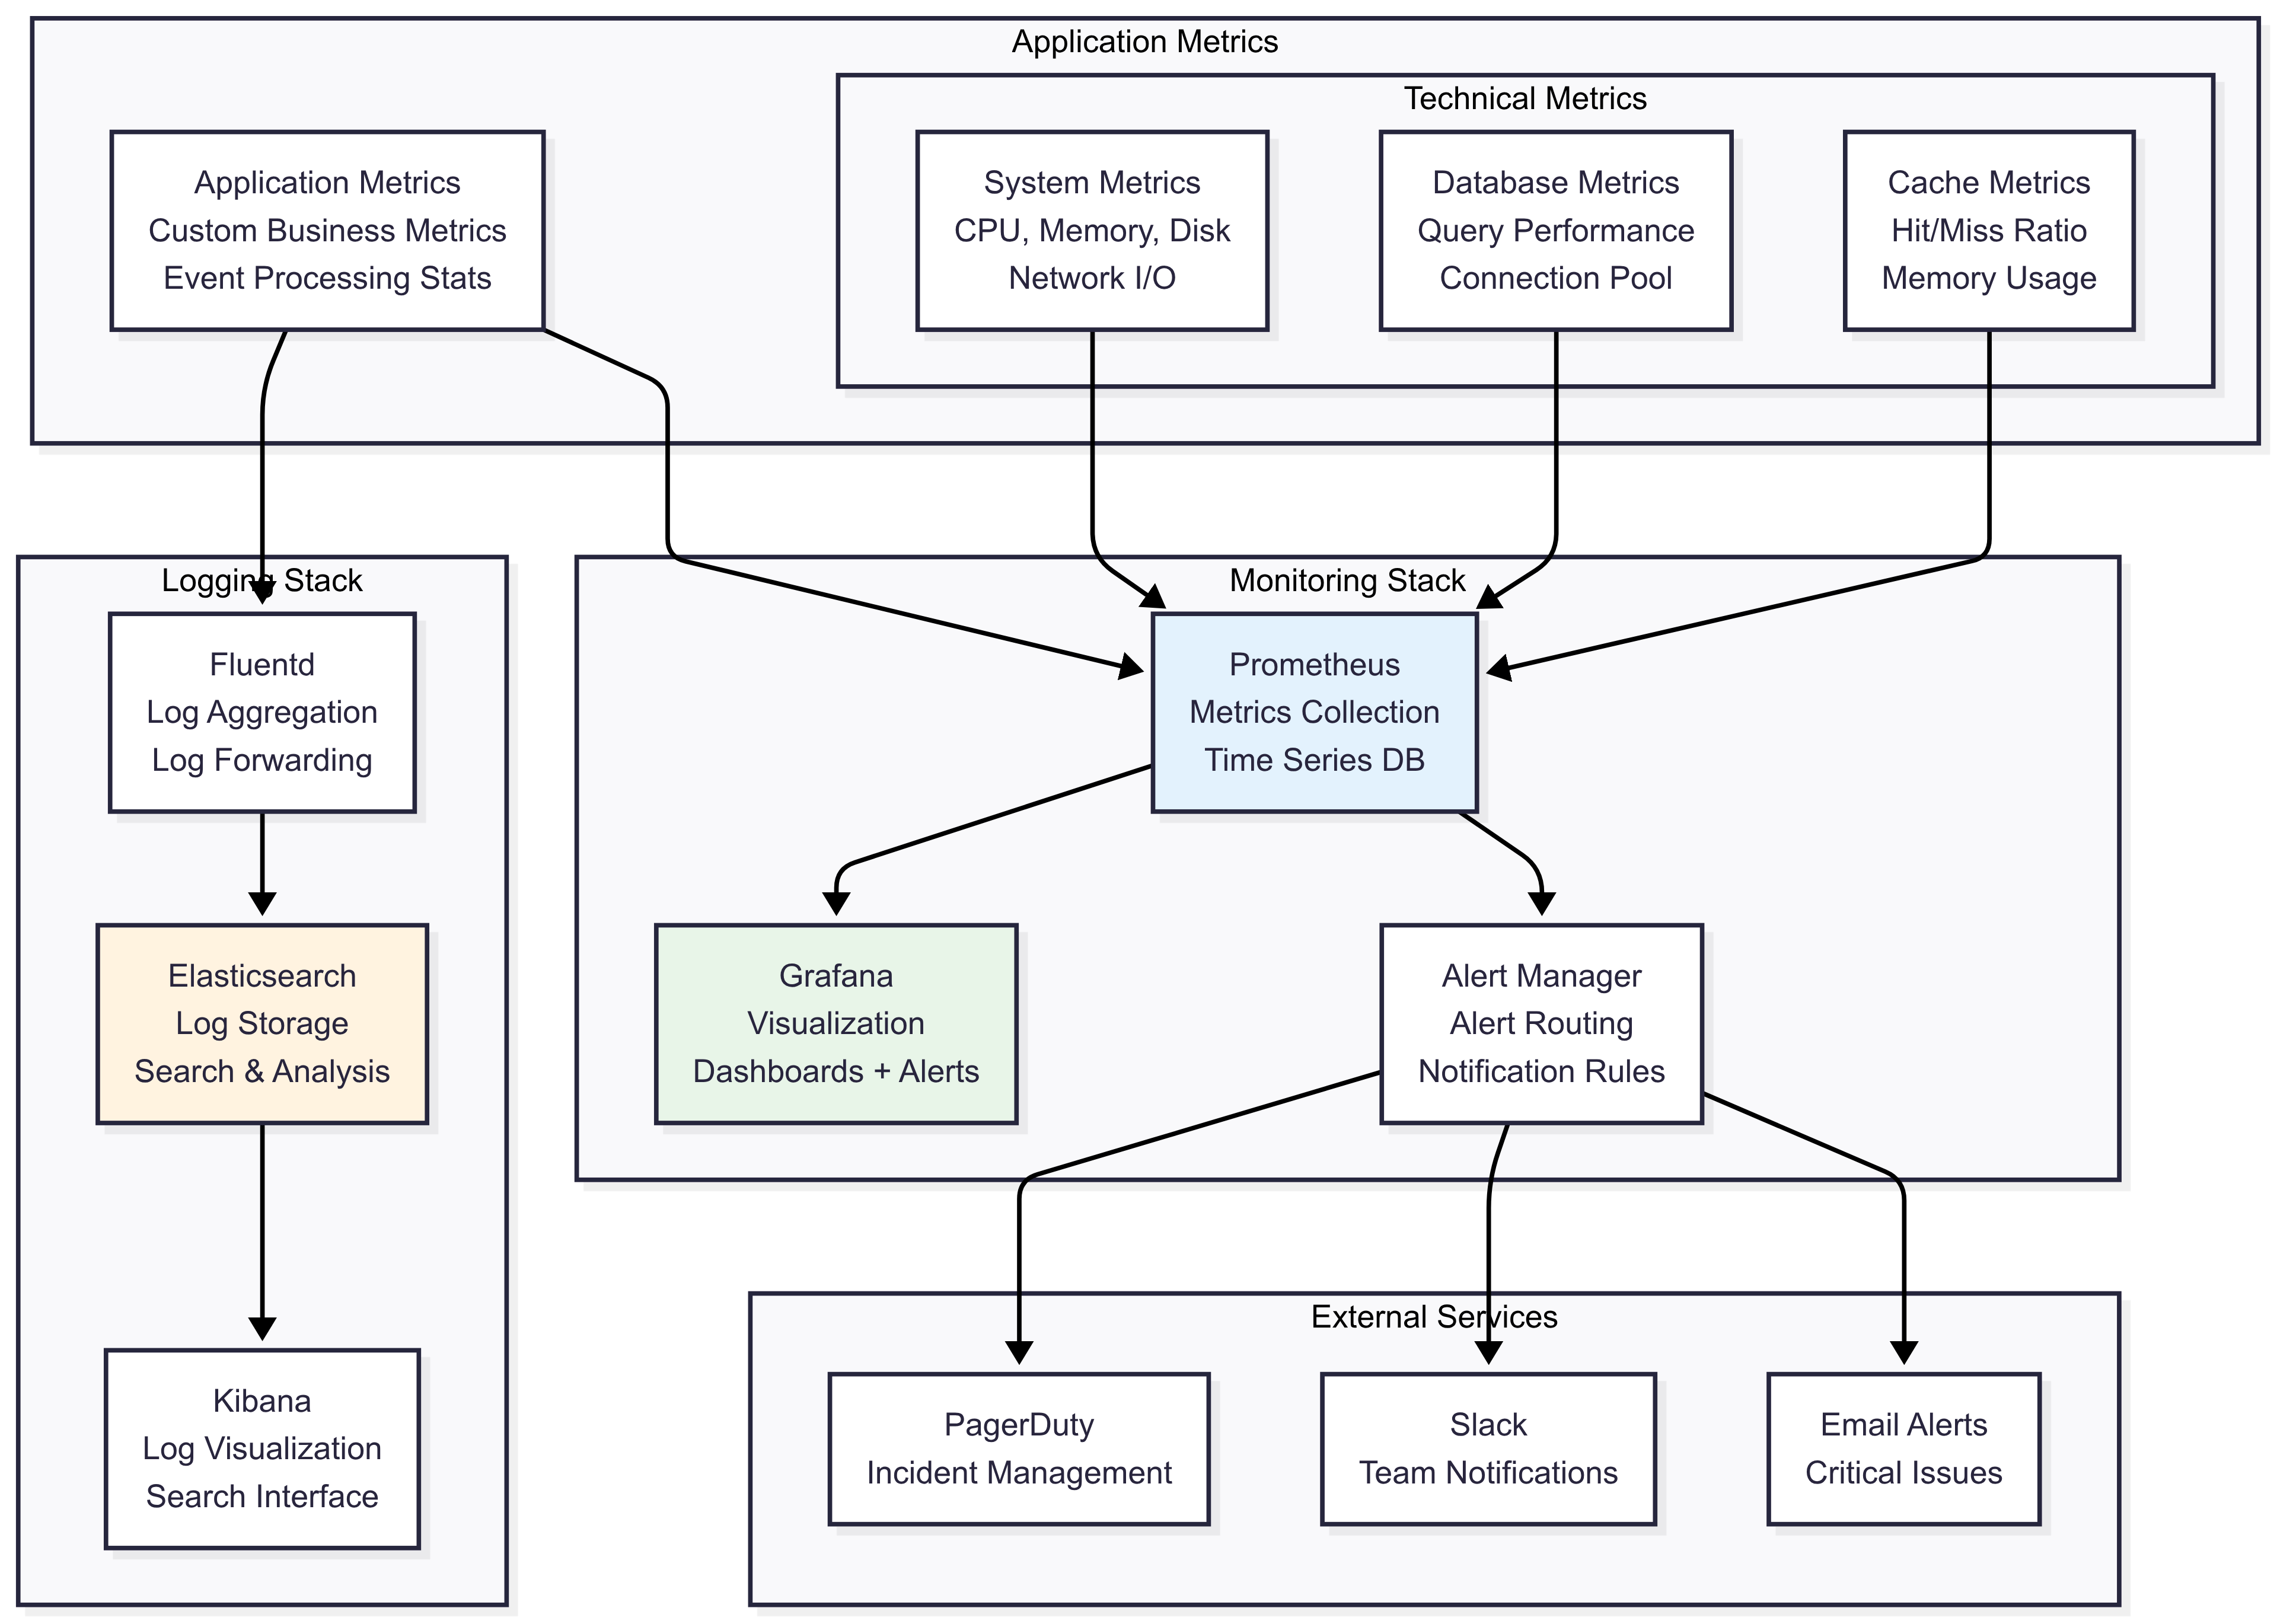 Application Metrics
Technical Metrics
Application Metrics
Custom Business Metrics
Event Processing Stats
System Metrics
CPU, Memory, Disk
Network I/O
Database Metrics
Query Performance
Connection Pool
Cache Metrics
Hit/Miss Ratio
Memory Usage
Logging Stack
Fluentd
Log Aggregation
Log Forwarding
Elasticsearch
Log Storage
Search & Analysis
Kibana
Log Visualization
Search Interface
Monitoring Stack
Prometheus
Metrics Collection
Time Series DB
Grafana
Visualization
Dashboards + Alerts
Alert Manager
Alert Routing
Notification Rules
External Services
PagerDuty
Incident Management
Slack
Team Notifications
Email Alerts
Critical Issues